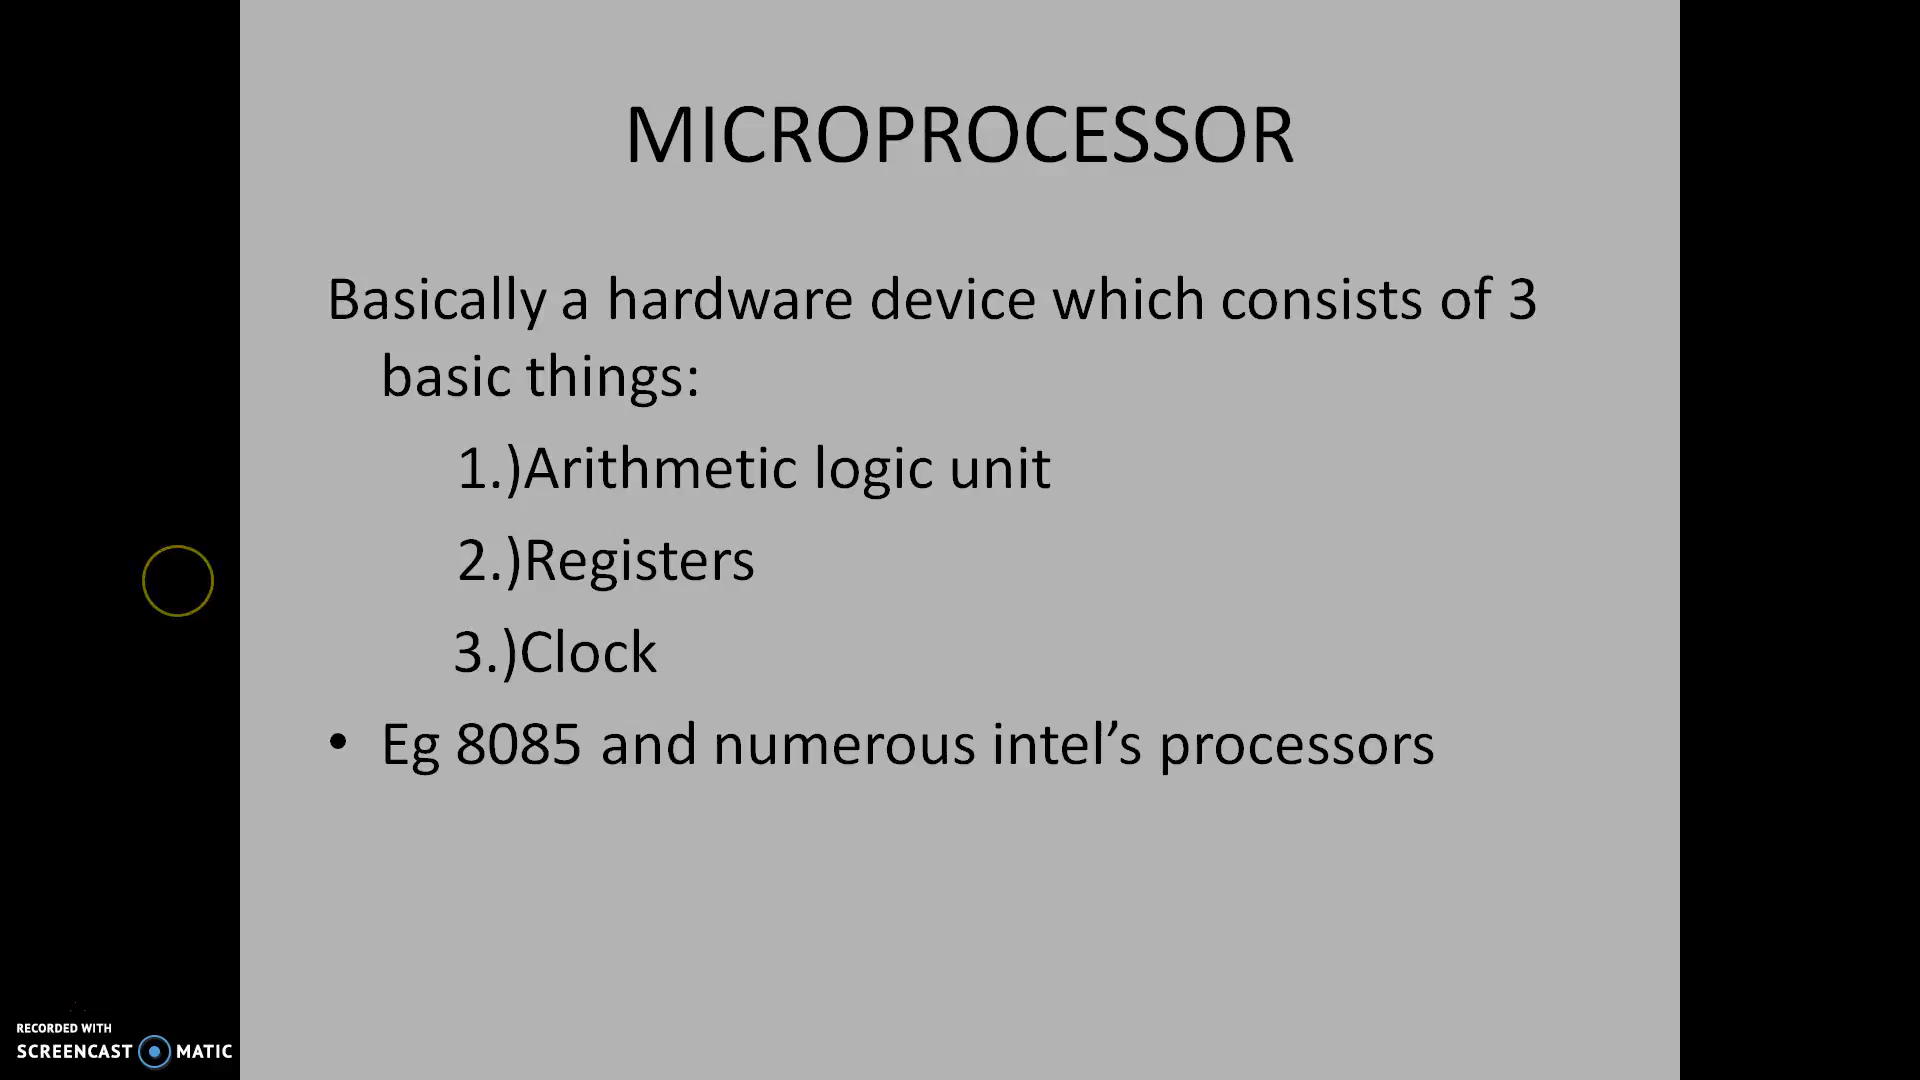 MICROPROCESSOR
Basically a hardware device which consists of 3
basic things:
1.)Arithmetic logic unit
2.)Registers
3.)Clock
• Eg 8085 and numerous intel’s processors
RECORDED WITH
SCREENCAST MATIC